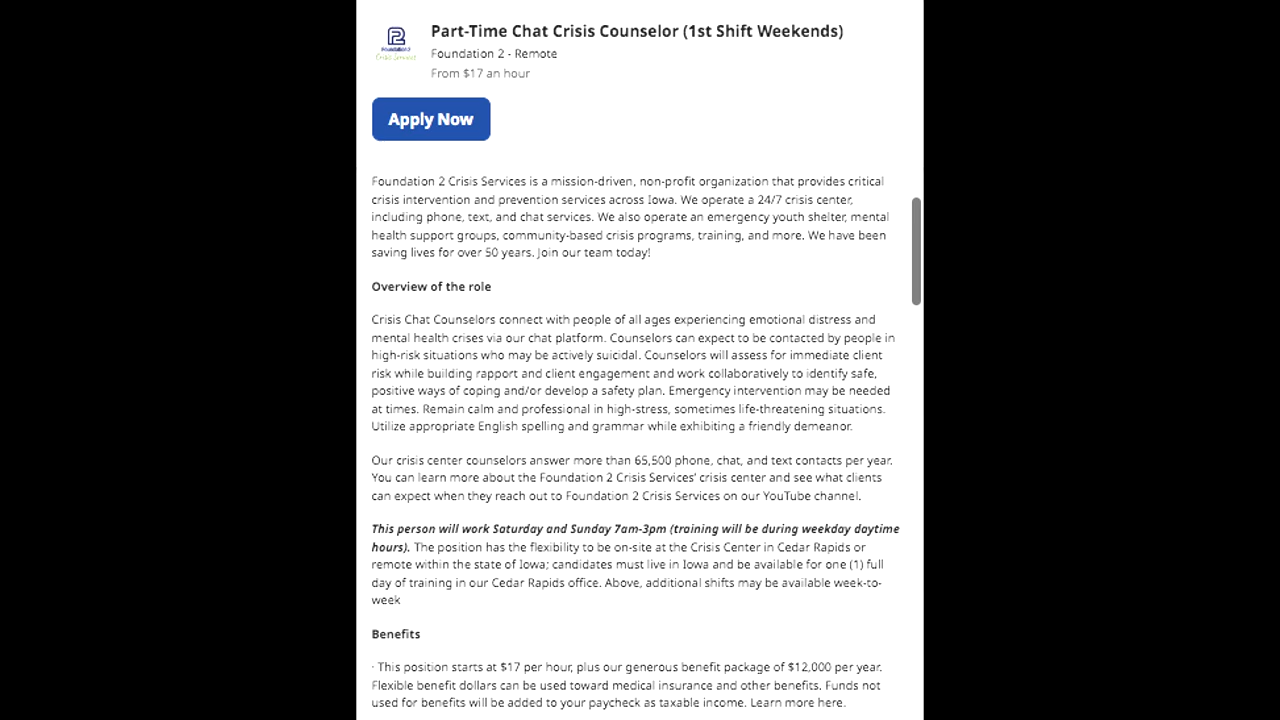 Part-Time Chat Crisis Counselor (1st Shift Weekends)
Foundation 2
Crisis Services
Foundation 2 - Remote
From $17 an hour
Apply Now
Foundation 2 Crisis Services is a mission-driven, non-profit organization that provides critical
crisis intervention and prevention services across Iowa. We operate a 24/7 crisis center,
including phone, text, and chat services. We also operate an emergency youth shelter, mental
health support groups, community-based crisis programs, training, and more. We have been
saving lives for over 50 years. Join our team today!
Overview of the role
Crisis Chat Counselors connect with people of all ages experiencing emotional distress and
mental health crises via our chat platform. Counselors can expect to be contacted by people in
high-risk situations who may be actively suicidal. Counselors will assess for immediate client
risk while building rapport and client engagement and work collaboratively to identify safe,
positive ways of coping and/or develop a safety plan. Emergency intervention may be needed
at times. Remain calm and professional in high-stress, sometimes life-threatening situations.
Utilize appropriate English spelling and grammar while exhibiting a friendly demeanor.
Our crisis center counselors answer more than 65,500 phone, chat, and text contacts per year.
You can learn more about the Foundation 2 Crisis Services' crisis center and see what clients
can expect when they reach out to Foundation 2 Crisis Services on our YouTube channel.
This person will work Saturday and Sunday 7am-3pm (training will be during weekday daytime
hours). The position has the flexibility to be on-site at the Crisis Center in Cedar Rapids or
remote within the state of Iowa; candidates must live in Iowa and be available for one (1) full
day of training in our Cedar Rapids office. Above, additional shifts may be available week-to-
week
Benefits
· This position starts at $17 per hour, plus our generous benefit package of $12,000 per year.
Flexible benefit dollars can be used toward medical insurance and other benefits. Funds not
used for benefits will be added to your paycheck as taxable income. Learn more here.